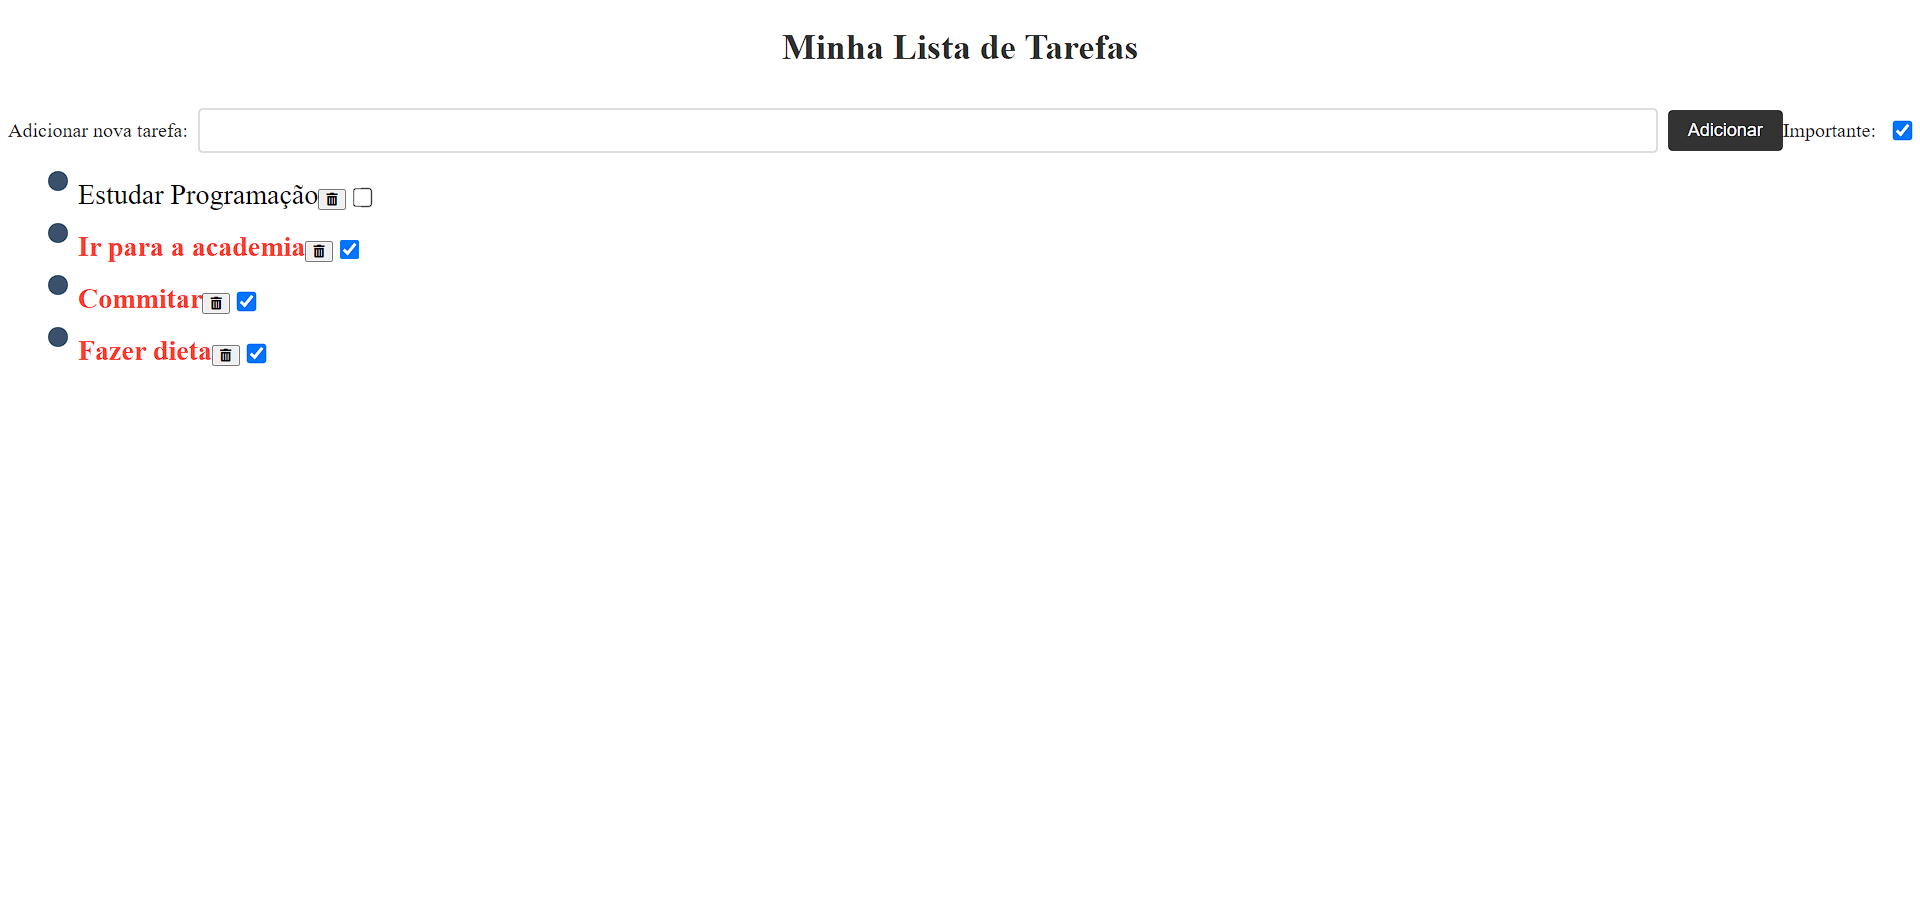 Minha Lista de Tarefas
Adicionar nova tarefa: Adicionar Importante:
Estudar Programação
Ir para a academia
Commitar
Fazer dieta